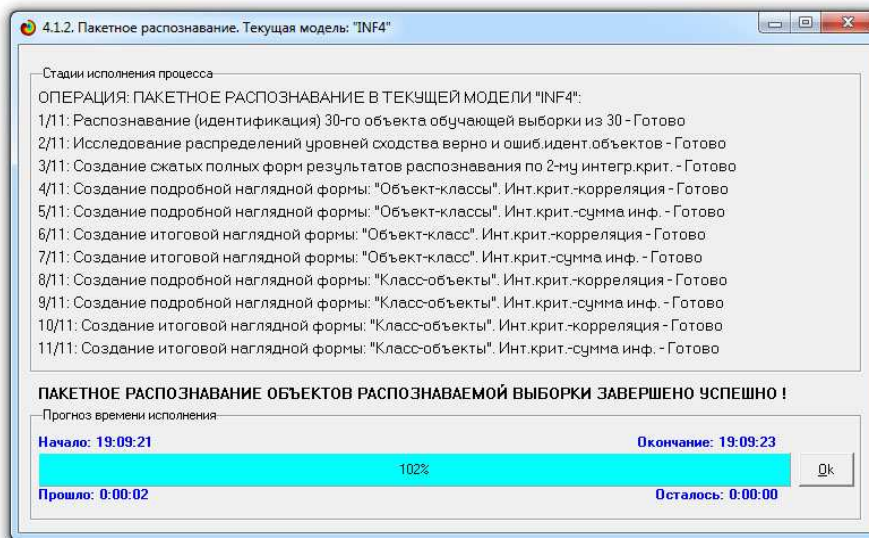 4.1.2. Пакетное распознавание. Текущая модель: "INF4"
Стадии исполнения процесса
ОПЕРАЦИЯ: ПАКЕТНОЕ РАСПОЗНАВАНИЕ В ТЕКУЩЕЙ МОДЕЛИ "INF4":
1/11: Распознавание (идентификация) 30-го объекта обучающей выборки из 30 - Готово
2/11: Исследование распределений уровней сходства верно и ошиб.идент.объектов - Готово
3/11: Создание сжатых полных форм результатов распознавания по 2-му интегр.крит. - Готово
4/11: Создание подробной наглядной формы: "Объект-классы". Инт.крит.-корреляция - Готово
5/11: Создание подробной наглядной формы: "Объект-классы". Инт.крит.-сумма инф. - Готово
6/11: Создание итоговой наглядной формы: "Объект-класс". Инт.крит.-корреляция - Готово
7/11: Создание итоговой наглядной формы: "Объект-класс". Инт.крит.-сумма инф. - Готово
8/11: Создание подробной наглядной формы: "Класс-объекты". Инт.крит.-корреляция - Готово
9/11: Создание подробной наглядной формы: "Класс-объекты". Инт.крит.-сумма инф. - Готово
10/11: Создание итоговой наглядной формы: "Класс-объекты". Инт.крит.-корреляция - Готово
11/11: Создание итоговой наглядной формы: "Класс-объекты". Инт.крит.-сумма инф. - Готово
ПАКЕТНОЕ РАСПОЗНАВАНИЕ ОБЪЕКТОВ РАСПОЗНАВАЕМОЙ ВЫБОРКИ ЗАВЕРШЕНО УСПЕШНО !
Прогноз времени исполнения
Начало: 19:09:21 Окончание: 19:09:23
102% Ok
Прошло: 0:00:02 Осталось: 0:00:00